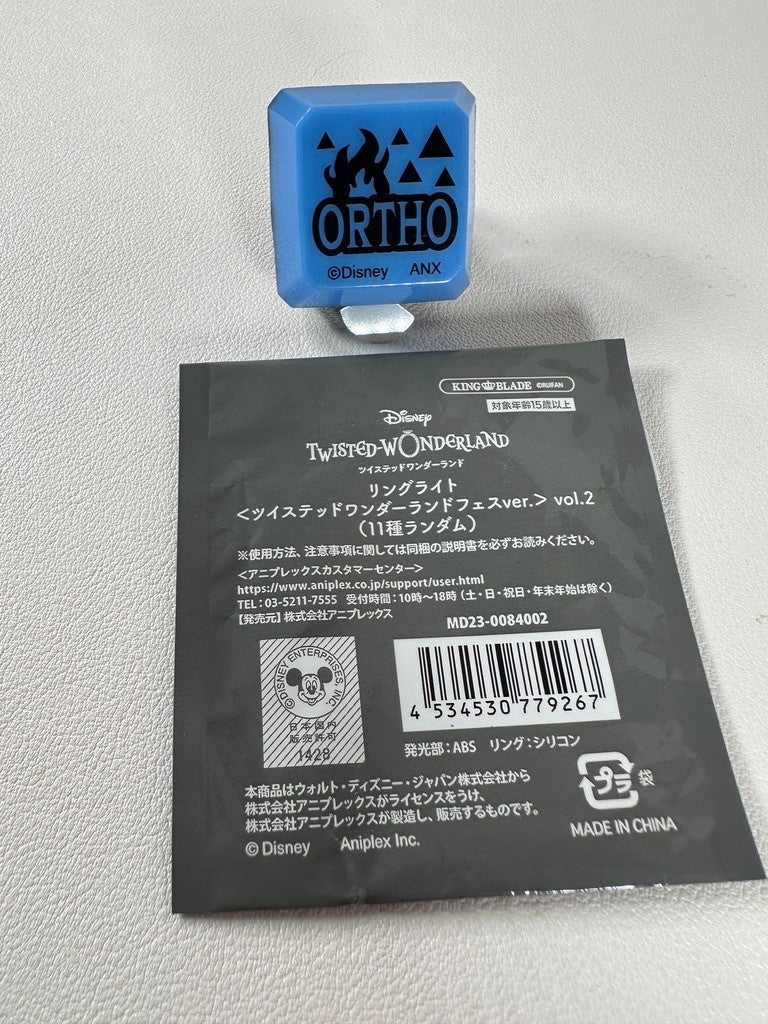 ORTHO
©Disney ANX
KING BLADE ©RUIFAN
対象年齢15歳以上
Disney
TWISTED-WONDERLAND
ツイステッドワンダーランド
リングライト
<ツイステッドワンダーランドフェスver.> vol.2
(11種ランダム)
※使用方法、注意事項に関しては同梱の説明書を必ずお読みください。
<アニプレックスカスタマーセンター>
https://www.aniplex.co.jp/support/user.html
TEL:03-5211-7555 受付時間:10時〜18時(土・日・祝日・年末年始は除く)
【発売元】株式会社アニプレックス
MD23-0084002
©DISNEY ENTERPRISES, INC.
日本国内
販売許可
1428
4 534530 779267
発光部:ABS リング:シリコン
本商品はウォルト・ディズニー・ジャパン株式会社から
株式会社アニプレックスがライセンスをうけ、
株式会社アニプレックスが製造し、販売するものです。
©Disney Aniplex Inc.
プラ 袋
MADE IN CHINA